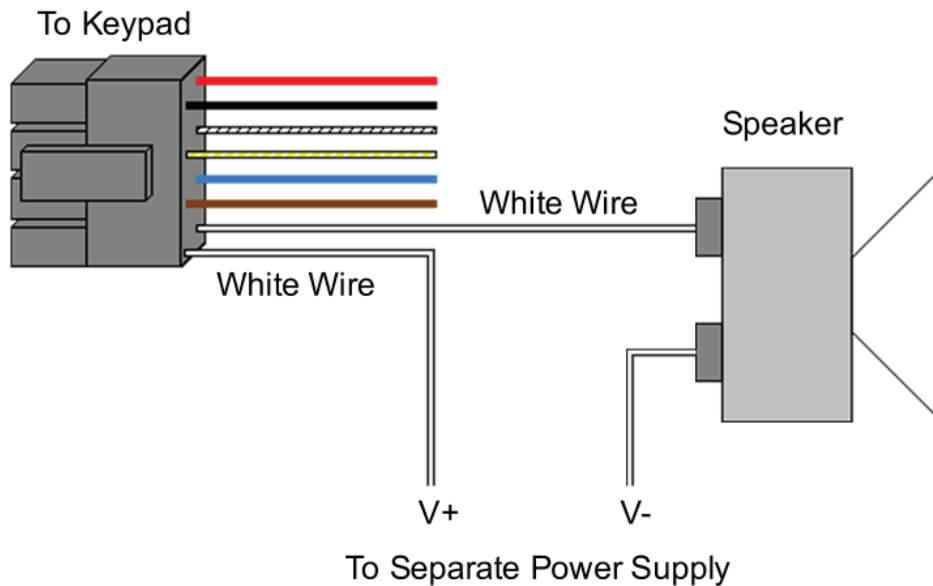 To Keypad
Speaker
White Wire
White Wire
V+
V-
To Separate Power Supply